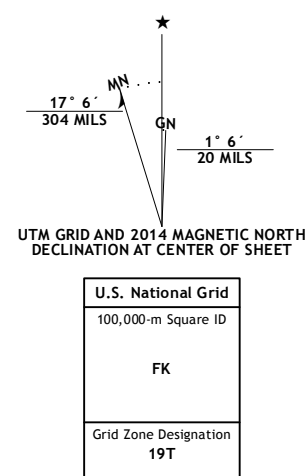 ★
MN
GN
17° 6´
304 MILS
1° 6´
20 MILS
UTM GRID AND 2014 MAGNETIC NORTH
DECLINATION AT CENTER OF SHEET
U.S. National Grid
100,000-m Square ID
FK
Grid Zone Designation
19T